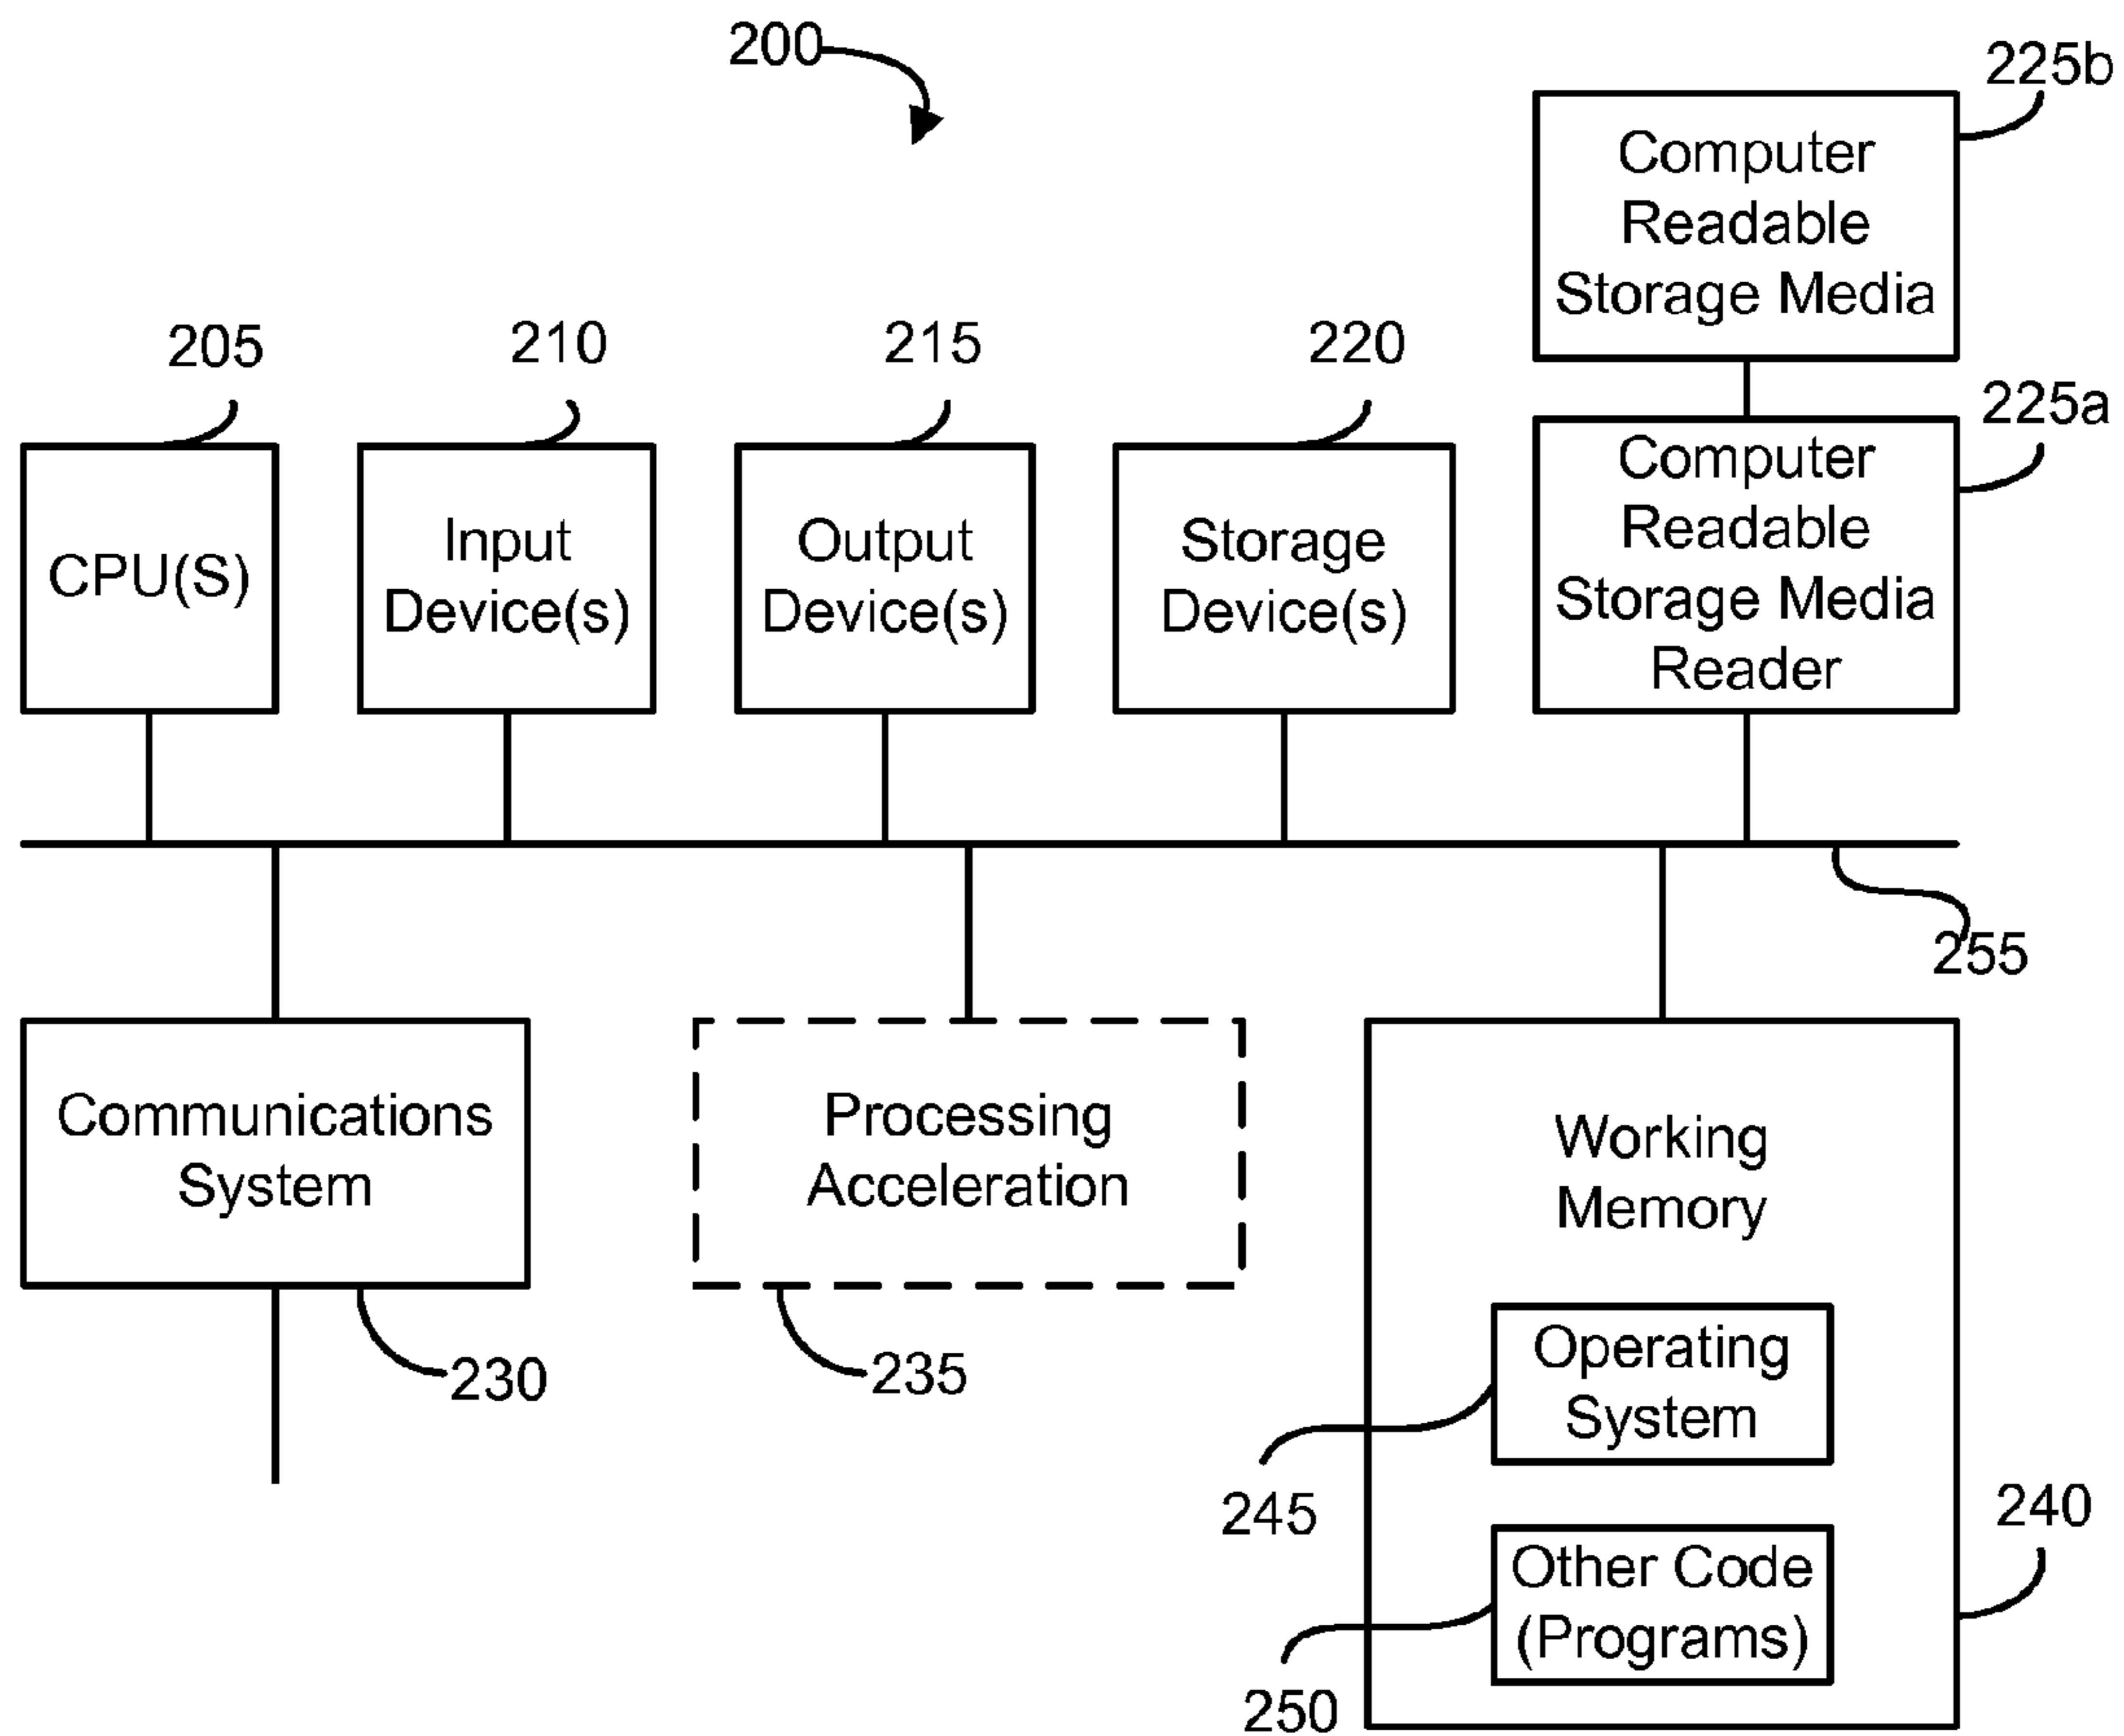 200
225b
Computer
Readable
Storage Media
205
210
215
220
225a
CPU(S)
Input
Device(s)
Output
Device(s)
Storage
Device(s)
Computer
Readable
Storage Media
Reader
255
Communications
System
Processing
Acceleration
Working
Memory
230
235
Operating
System
245
240
Other Code
(Programs)
250